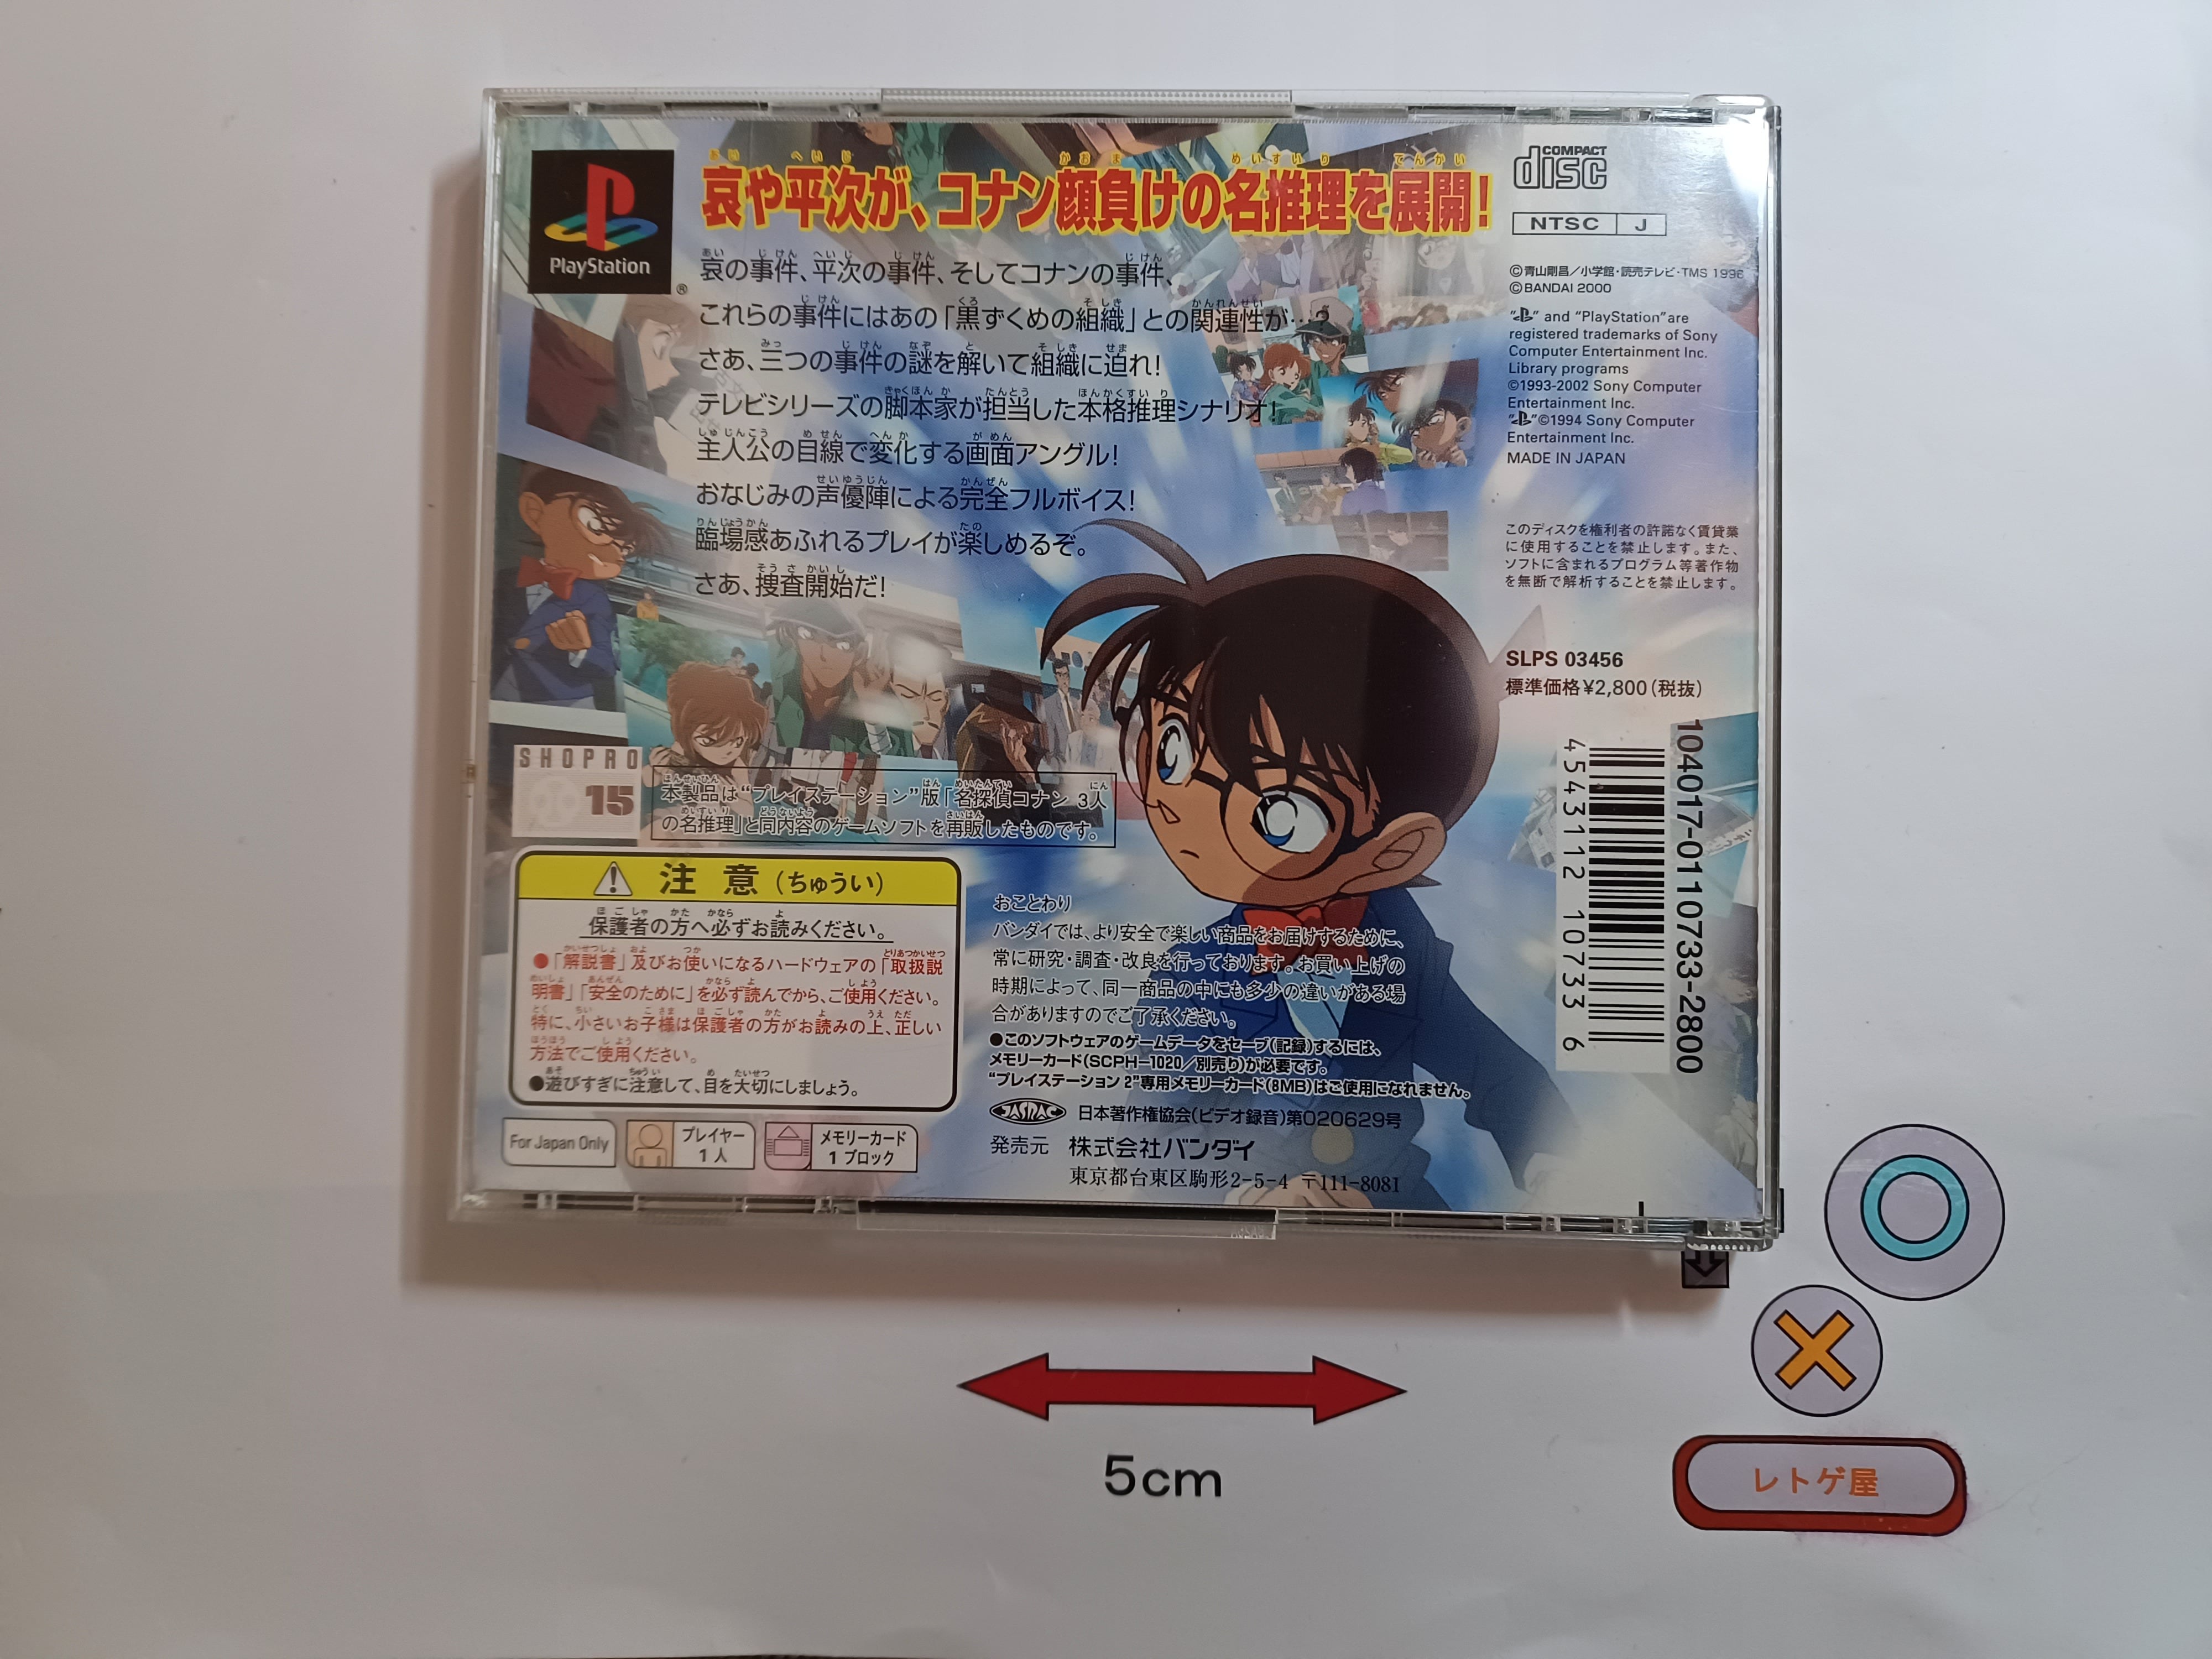 PlayStation
®
哀や平次が、コナン顔負けの名推理を展開!
哀の事件、平次の事件、そしてコナンの事件、
これらの事件にはあの「黒ずくめの組織」との関連性が…?
さあ、三つの事件の謎を解いて組織に迫れ!
テレビシリーズの脚本家が担当した本格推理シナリオ!
主人公の目線で変化する画面アングル!
おなじみの声優陣による完全フルボイス!
臨場感あふれるプレイが楽しめるぞ。
さあ、捜査開始だ!
COMPACT
disc
NTSC J
©青山剛昌/小学館・読売テレビ・TMS 1996
©BANDAI 2000
"PS" and "PlayStation"are
registered trademarks of Sony
Computer Entertainment Inc.
Library programs
©1993-2002 Sony Computer
Entertainment Inc.
"PS"©1994 Sony Computer
Entertainment Inc.
MADE IN JAPAN
このディスクを権利者の許諾なく賃貸業
に使用することを禁止します。また、
ソフトに含まれるプログラム等著作物
を無断で解析することを禁止します。
SLPS 03456
標準価格¥2,800(税抜)
104017-0110733-2800
4543112 107336
SHOPRO
15
本製品は"プレイステーション"版「名探偵コナン 3人
の名推理」と同内容のゲームソフトを再販したものです。
注 意 (ちゅうい)
保護者の方へ必ずお読みください。
●「解説書」及びお使いになるハードウェアの「取扱説
明書」「安全のために」を必ず読んでから、ご使用ください。
特に、小さいお子様は保護者の方がお読みの上、正しい
方法でご使用ください。
●遊びすぎに注意して、目を大切にしましょう。
For Japan Only
プレイヤー
1人
メモリーカード
1 ブロック
おことわり
バンダイでは、より安全で楽しい商品をお届けするために、
常に研究・調査・改良を行っております。お買い上げの
時期によって、同一商品の中にも多少の違いがある場
合がありますのでご了承ください。
●このソフトウェアのゲームデータをセーブ(記録)するには、
メモリーカード(SCPH-1020/別売り)が必要です。
"プレイステーション 2"専用メモリーカード(8MB)はご使用になれません。
JASRAC 日本著作権協会(ビデオ録音)第020629号
発売元 株式会社バンダイ
東京都台東区駒形2-5-4 〒111-8081
5cm
レトゲ屋